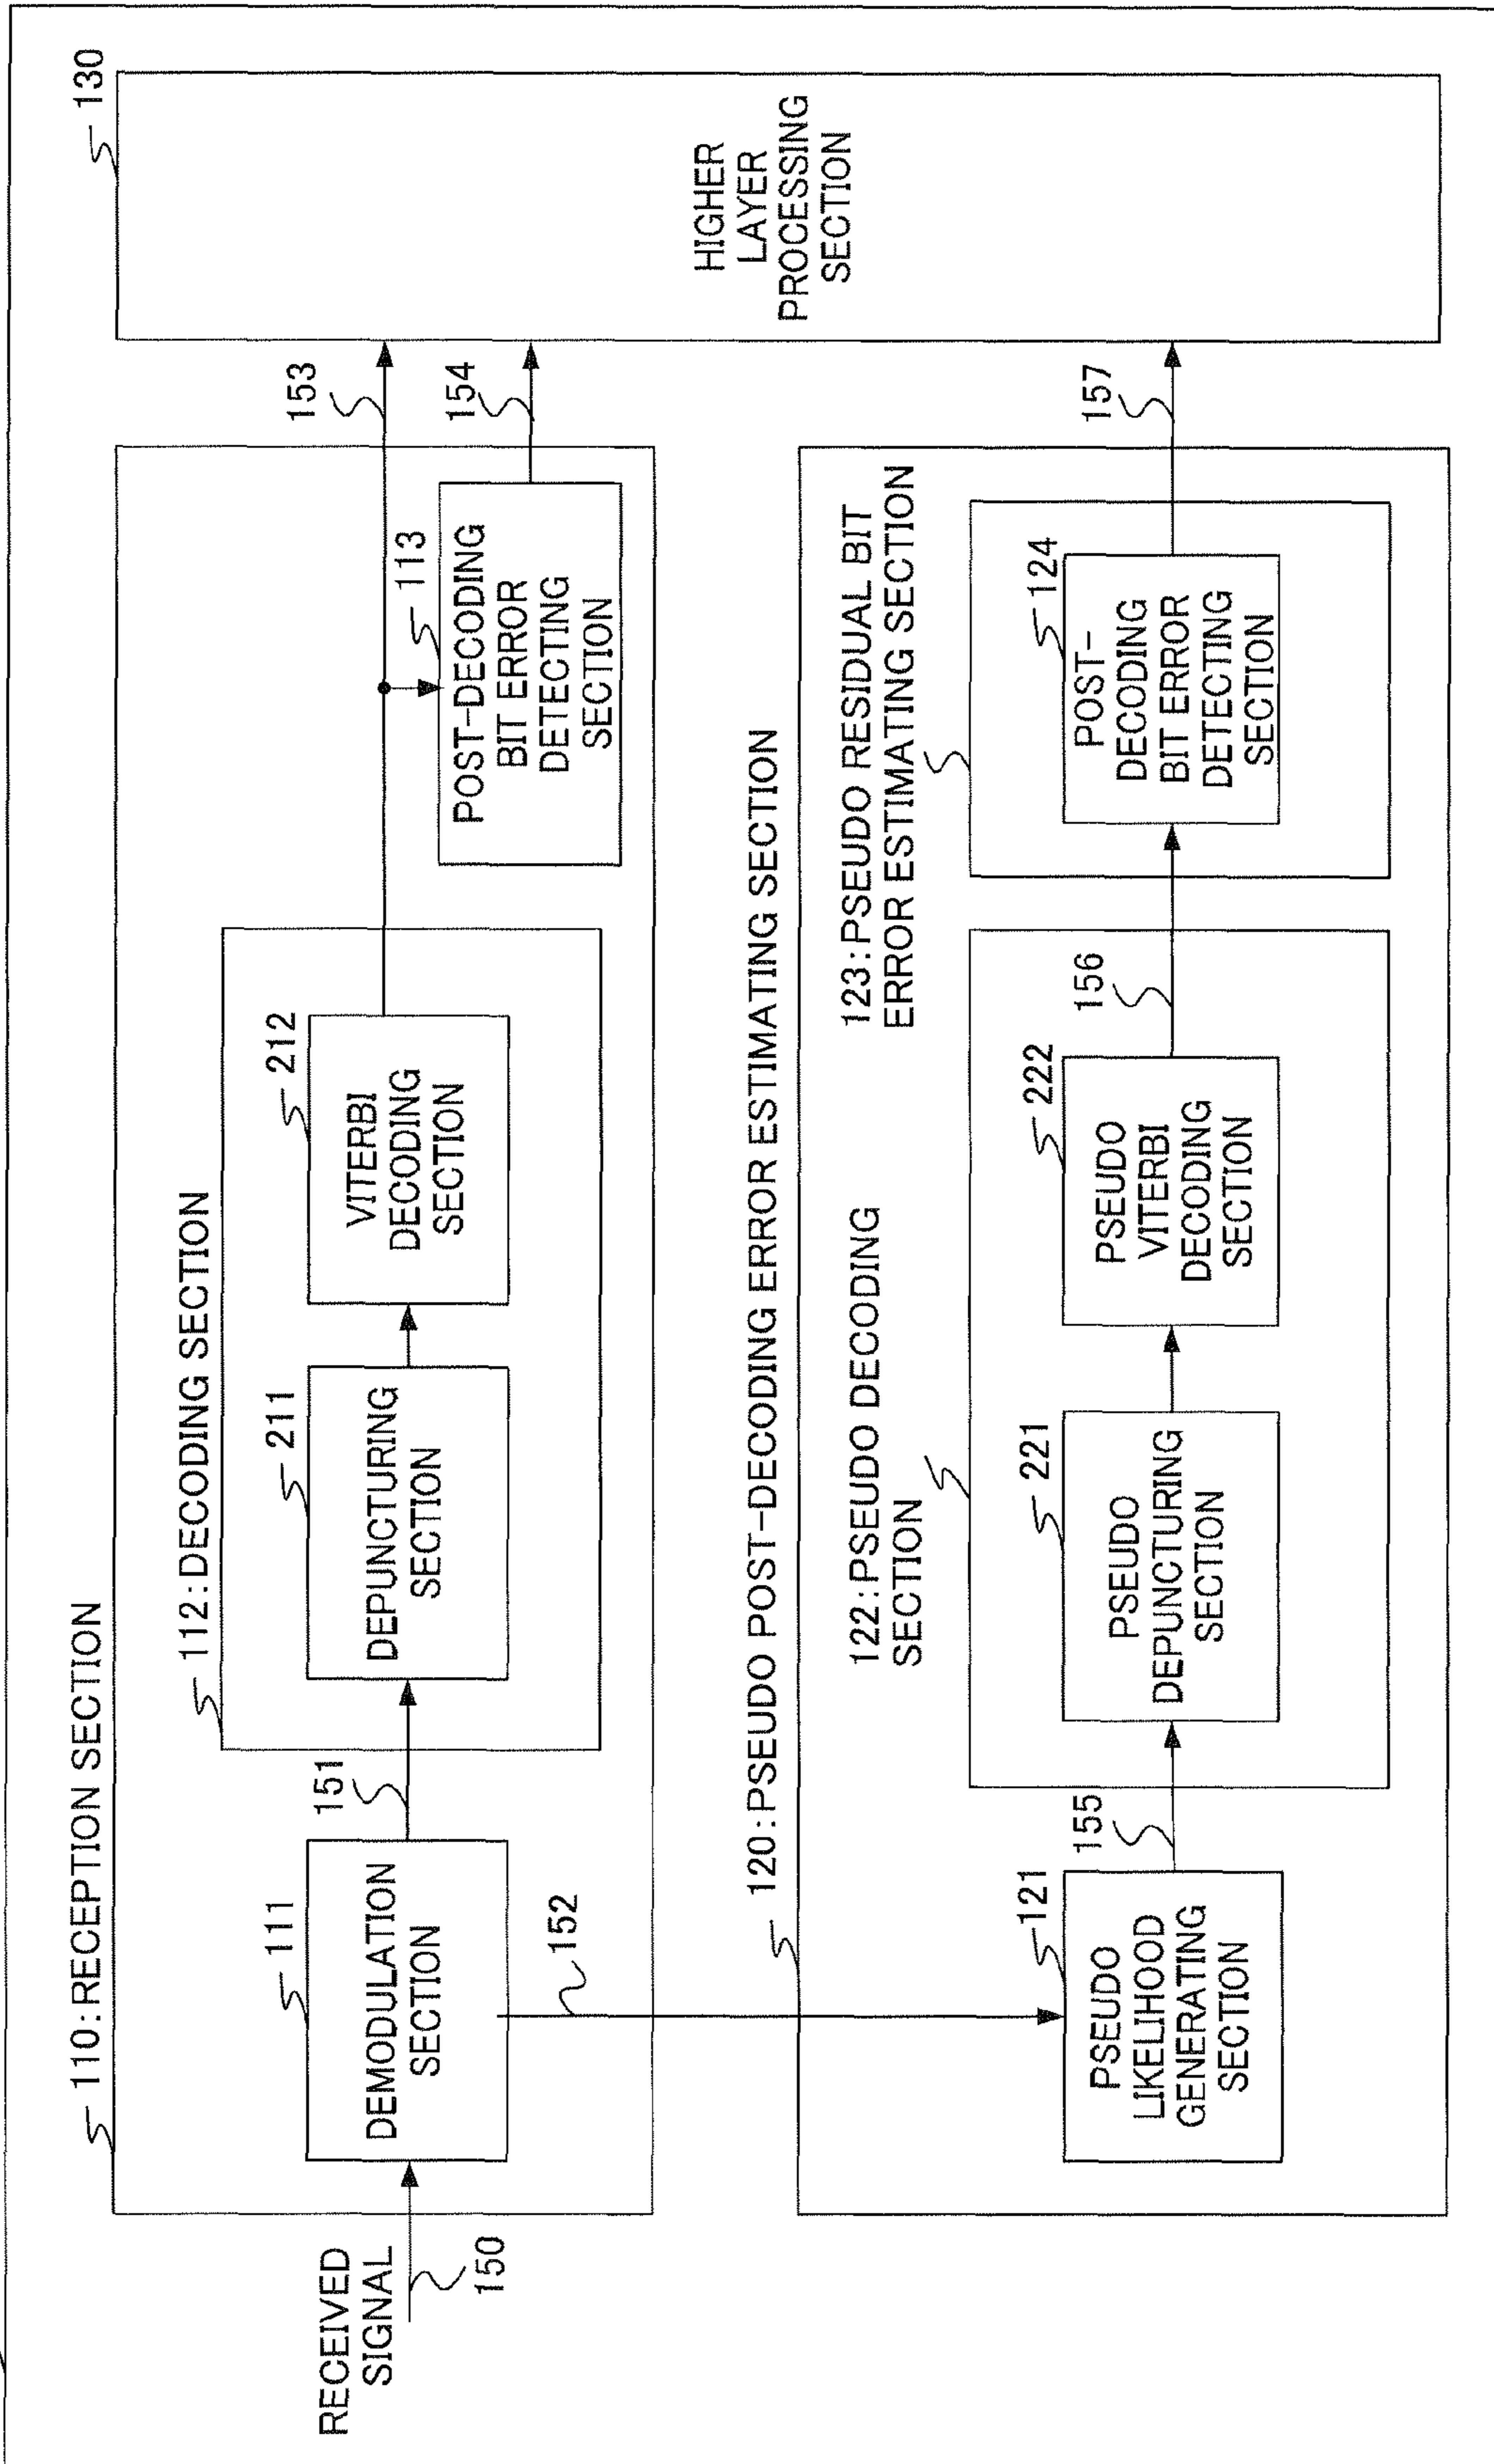 110:RECEPTION SECTION
112:DECODING SECTION
RECEIVED
SIGNAL
150
111
DEMODULATION
SECTION
151
152
211
DEPUNCTURING
SECTION
212
VITERBI
DECODING
SECTION
113
POST-DECODING
BIT ERROR
DETECTING
SECTION
153
154
130
HIGHER
LAYER
PROCESSING
SECTION
120:PSEUDO POST-DECODING ERROR ESTIMATING SECTION
122:PSEUDO DECODING
SECTION
123:PSEUDO RESIDUAL BIT
ERROR ESTIMATING SECTION
121
PSEUDO
LIKELIHOOD
GENERATING
SECTION
155
221
PSEUDO
DEPUNCTURING
SECTION
222
PSEUDO
VITERBI
DECODING
SECTION
156
124
POST-
DECODING
BIT ERROR
DETECTING
SECTION
157